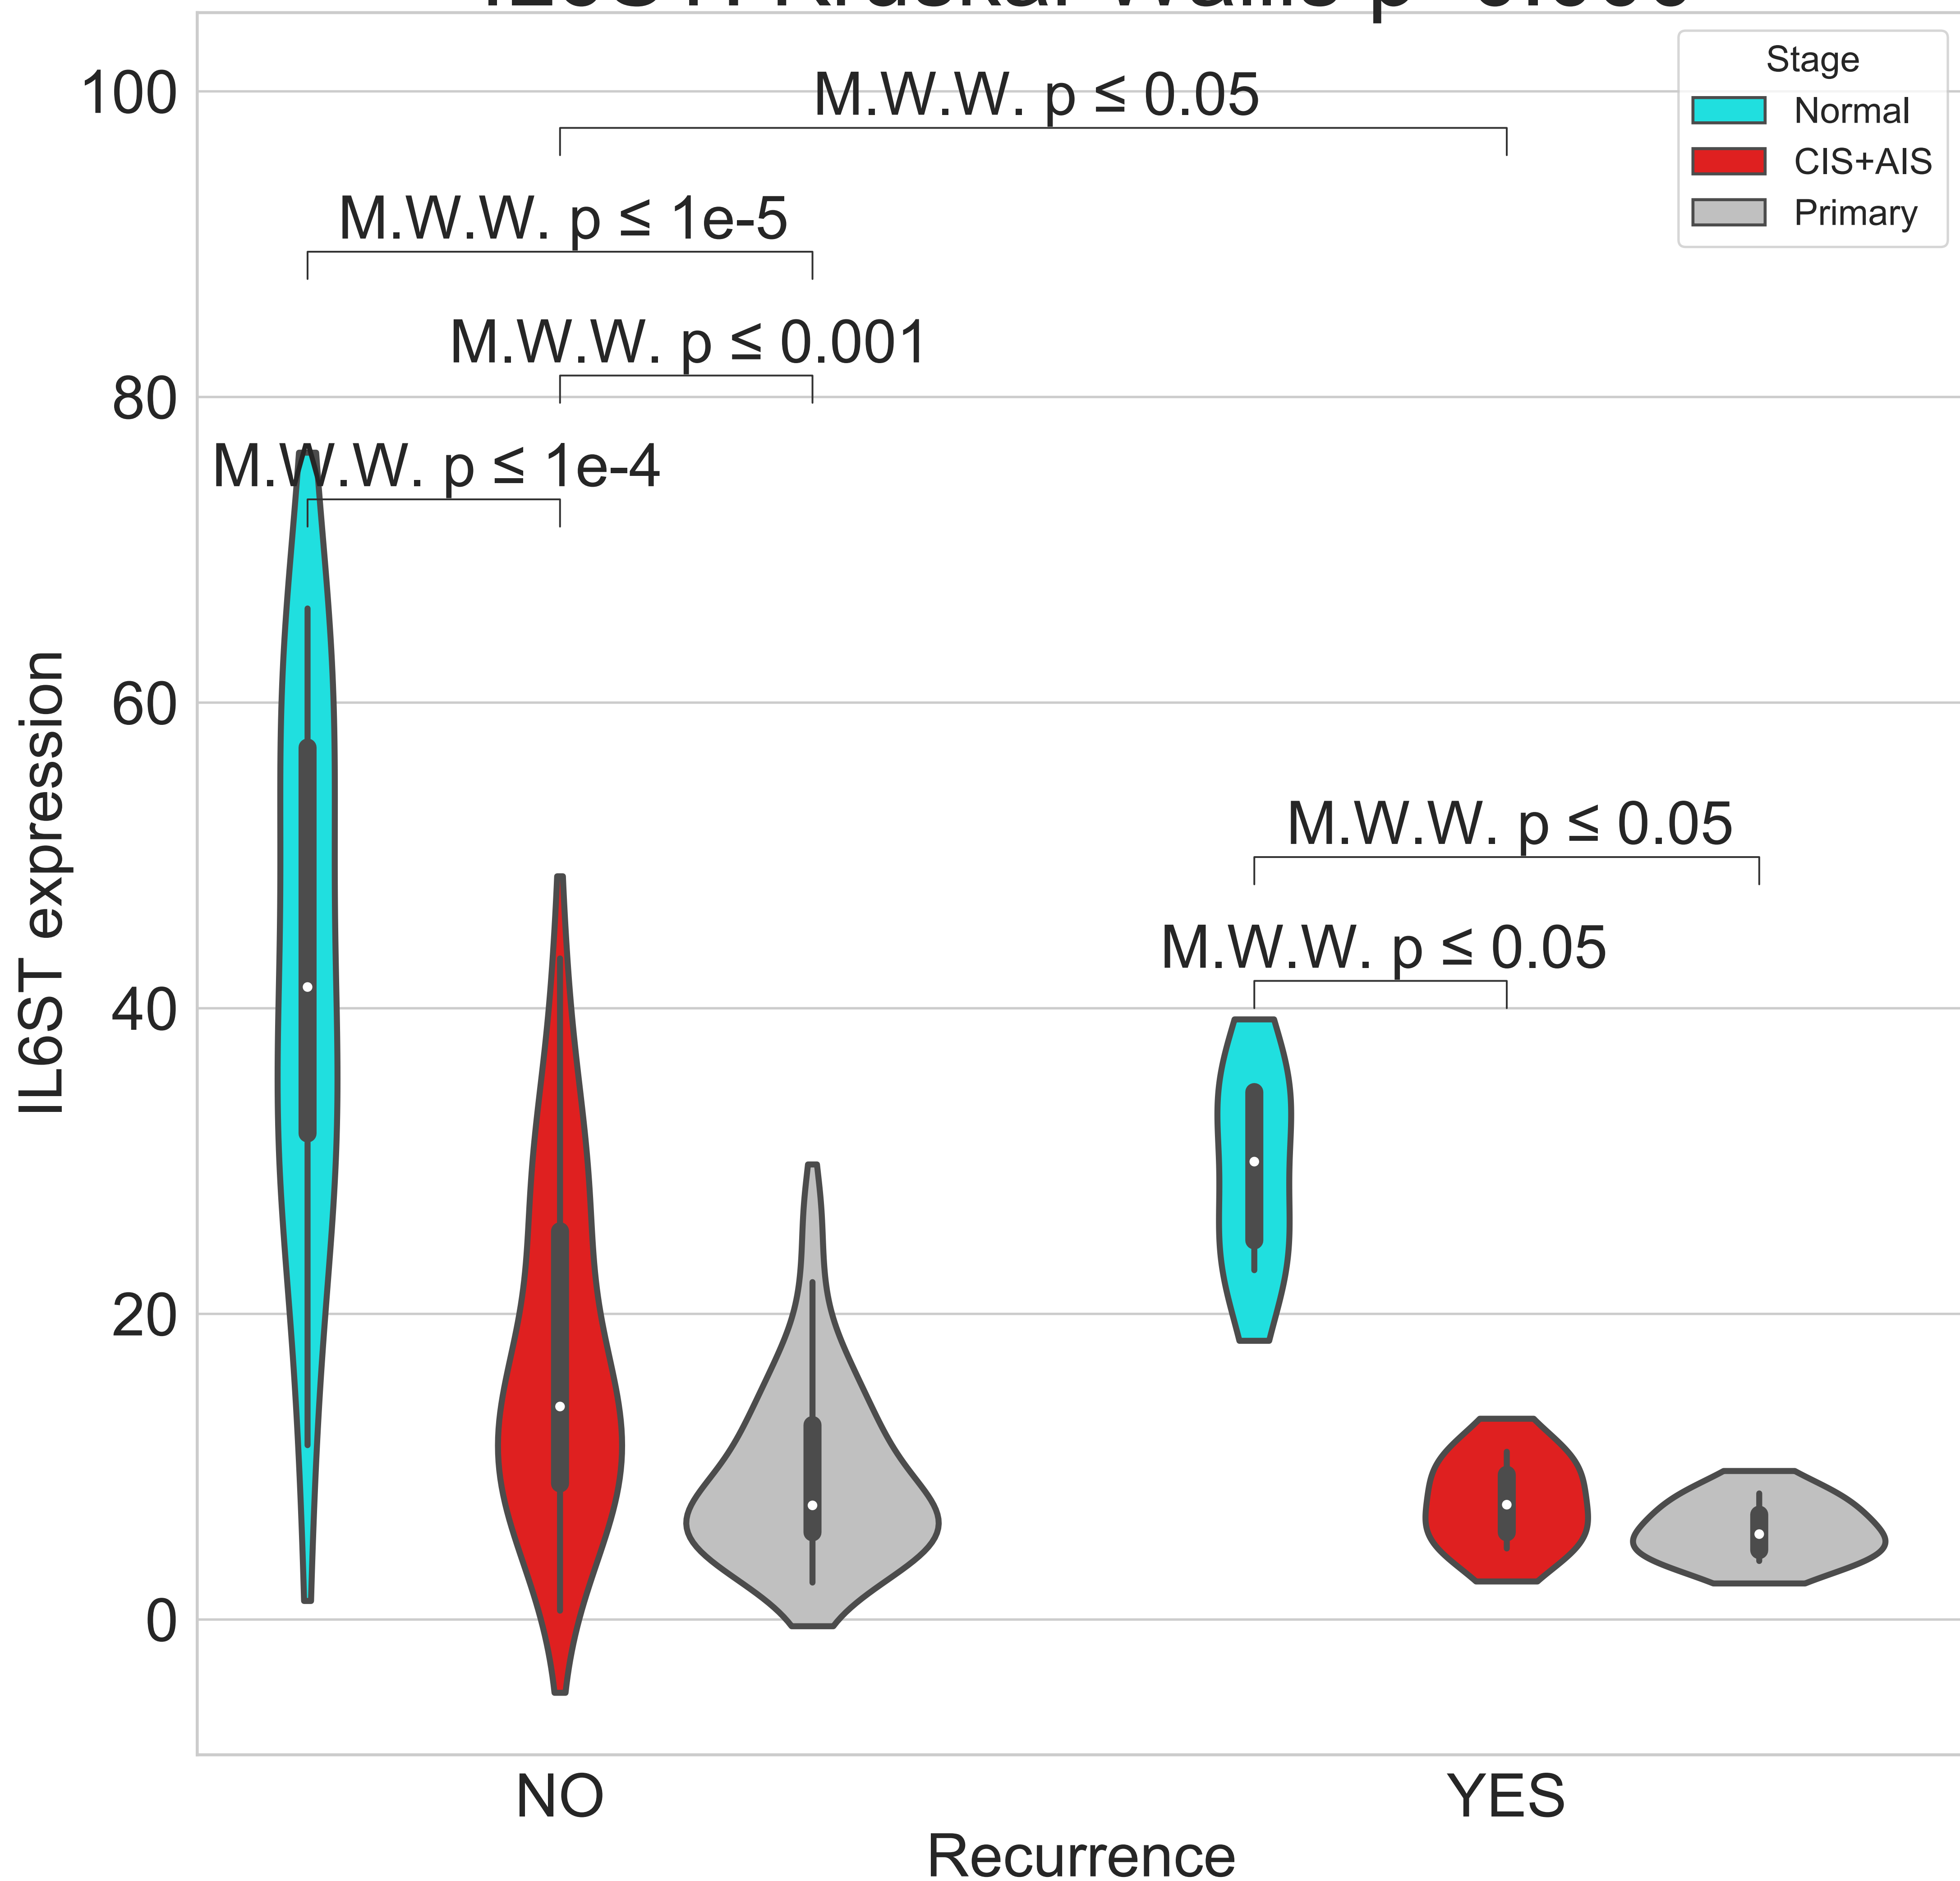 Stage
Normal
CIS+AIS
Primary
100
80
60
40
20
0
IL6ST expression
M.W.W. p ≤ 0.05
M.W.W. p ≤ 1e-5
M.W.W. p ≤ 0.001
M.W.W. p ≤ 1e-4
M.W.W. p ≤ 0.05
M.W.W. p ≤ 0.05
NO
YES
Recurrence